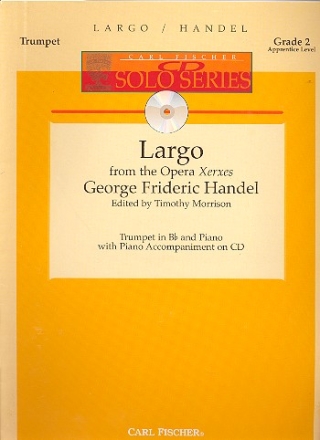 LARGO / HANDEL
Trumpet
Grade 2
Apprentice Level
CARL FISCHER
CD
SOLO SERIES
Largo
from the Opera Xerxes
George Frideric Handel
Edited by Timothy Morrison
Trumpet in B♭ and Piano
with Piano Accompaniment on CD
CARL FISCHER®